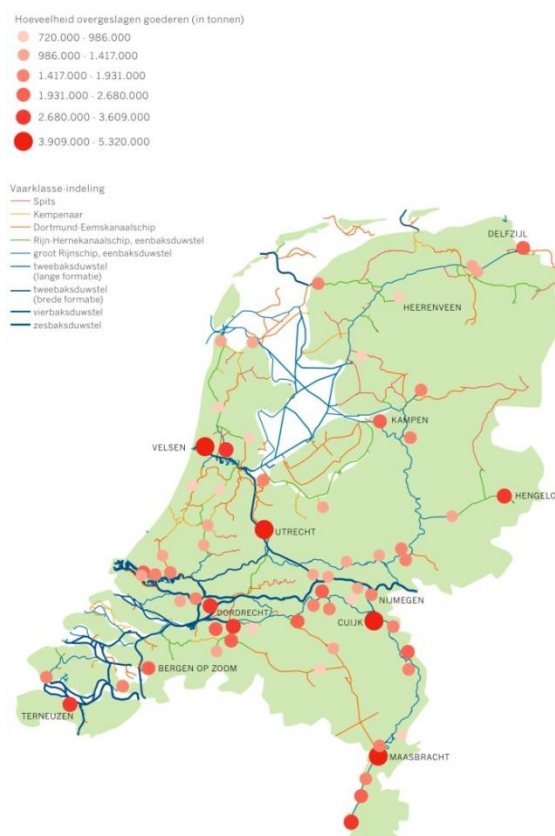 Hoeveelheid overgeslagen goederen (in tonnen)
720.000 - 986.000
986.000 - 1.417.000
1.417.000 - 1.931.000
1.931.000 - 2.680.000
2.680.000 - 3.609.000
3.909.000 - 5.320.000
Vaarklasse-indeling
Spits
Kempenaar
Dortmund-Eemskanaalschip
Rijn-Hernekanaalschip, eenbaksduwstel
groot Rijnschip, eenbaksduwstel
tweebaksduwstel
(lange formatie)
tweebaksduwstel
(brede formatie)
vierbaksduwstel
zesbaksduwstel
DELFZIJL
HEERENVEEN
KAMPEN
VELSEN
HENGELO
UTRECHT
NIJMEGEN
DORDRECHT
CUIJK
BERGEN OP ZOOM
TERNEUZEN
MAASBRACHT